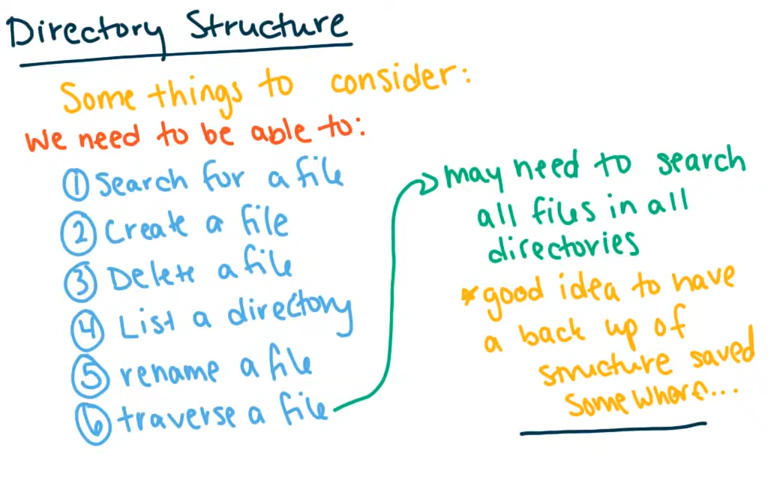 Directory Structure
Some things to consider:
We need to be able to:
① Search for a file
② Create a file
③ Delete a file
④ List a directory
⑤ rename a file
⑥ traverse a file
may need to search
all files in all
directories
* good idea to have
a back up of
structure saved
somewhere...